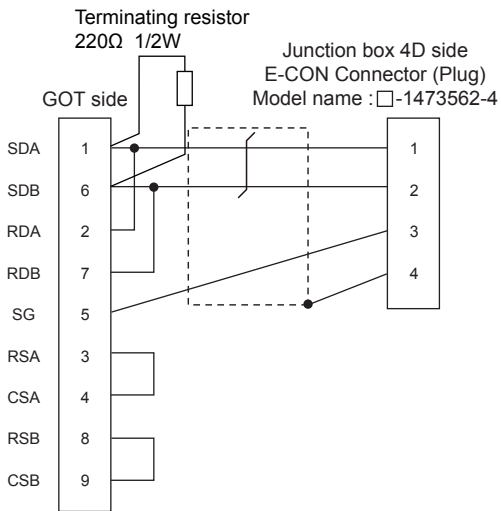 Terminating resistor
220Ω 1/2W
Junction box 4D side
E-CON Connector (Plug)
Model name : □-1473562-4
GOT side
SDA 1 1
SDB 6 2
RDA 2 3
RDB 7 4
SG 5
RSA 3
CSA 4
RSB 8
CSB 9